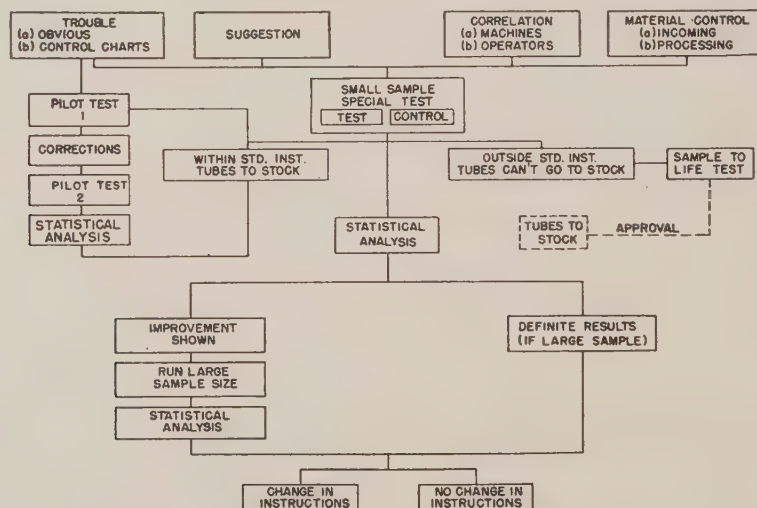 TROUBLE
(a) OBVIOUS
(b) CONTROL CHARTS
SUGGESTION
CORRELATION
(a) MACHINES
(b) OPERATORS
MATERIAL CONTROL
(a) INCOMING
(b) PROCESSING
PILOT TEST
1
SMALL SAMPLE
SPECIAL TEST
TEST
CONTROL
CORRECTIONS
WITHIN STD. INST.
TUBES TO STOCK
OUTSIDE STD. INST.
TUBES CAN'T GO TO STOCK
SAMPLE TO
LIFE TEST
PILOT TEST
2
STATISTICAL
ANALYSIS
STATISTICAL
ANALYSIS
TUBES TO
STOCK
APPROVAL
IMPROVEMENT
SHOWN
DEFINITE RESULTS
(IF LARGE SAMPLE)
RUN LARGE
SAMPLE SIZE
STATISTICAL
ANALYSIS
CHANGE IN
INSTRUCTIONS
NO CHANGE IN
INSTRUCTIONS